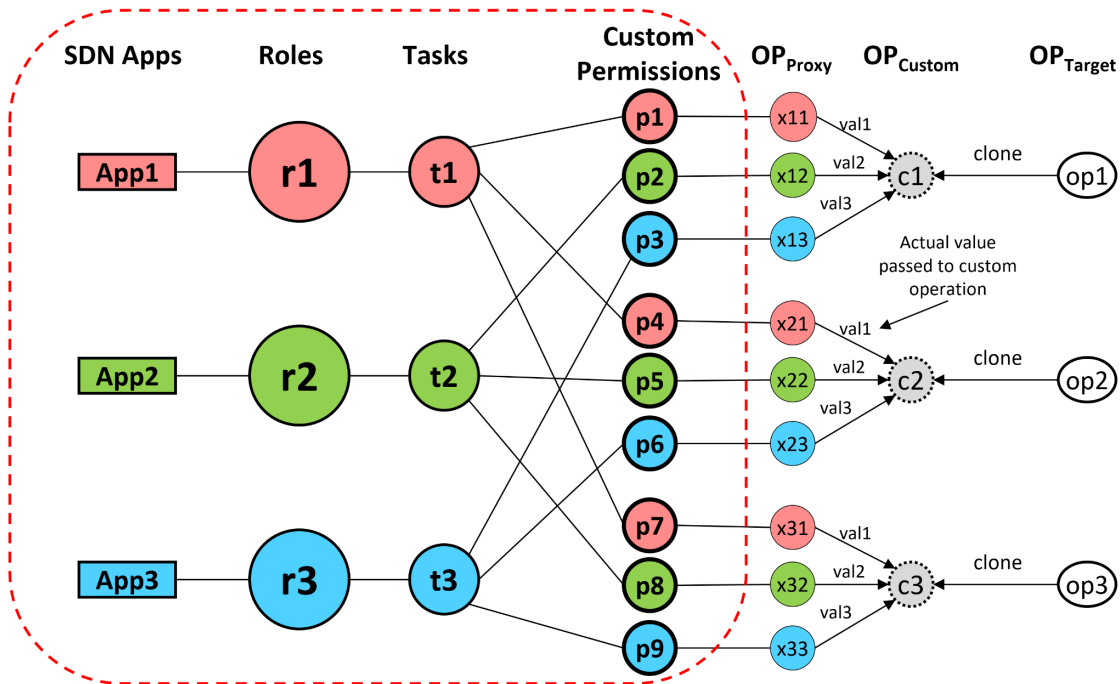 SDN Apps
Roles
Tasks
Custom
Permissions
OPProxy
OPCustom
OPTarget
p1
x11
val1
App1
r1
t1
p2
x12
val2
c1
clone
op1
p3
x13
val3
Actual value
passed to custom
operation
p4
x21
val1
App2
r2
t2
p5
x22
val2
c2
clone
op2
p6
x23
val3
p7
x31
val1
App3
r3
t3
p8
x32
val2
c3
clone
op3
p9
x33
val3